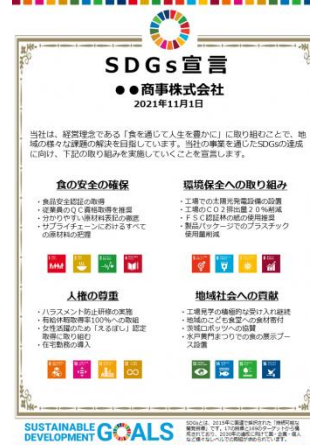 SDGs宣言
●●商事株式会社
2021年11月1日
当社は、経営理念である「食を通じて人生を豊かに」に取り組むことで、地
域の様々な課題の解決を目指しています。当社の事業を通じたSDGsの達成
に向け、下記の取り組みを実施していくことを宣言します。
食の安全の確保
・食品安全認証の取得
・従業員のQC資格取得を推奨
・分かりやすい原材料表記の徹底
・サプライチェーンにおけるすべて
の原材料の把握
環境保全への取り組み
・工場での太陽光発電設備の設置
・工場のCO2排出量20%削減
・FSC認証林の紙の使用推奨
・製品パッケージでのプラスチック
使用量削減
人権の尊重
・ハラスメント防止研修の実施
・有給休暇取得率100%への取組
・女性活躍のため「えるぼし」認定
取得に取り組む
・在宅勤務の導入
地域社会への貢献
・工場見学の積極的な受け入れ継続
・地域のこども食堂への食材寄付
・茨城ロボッツへの協賛
・水戸黄門まつりでの食の展示ブー
ス設置
SUSTAINABLE
DEVELOPMENT
GOALS